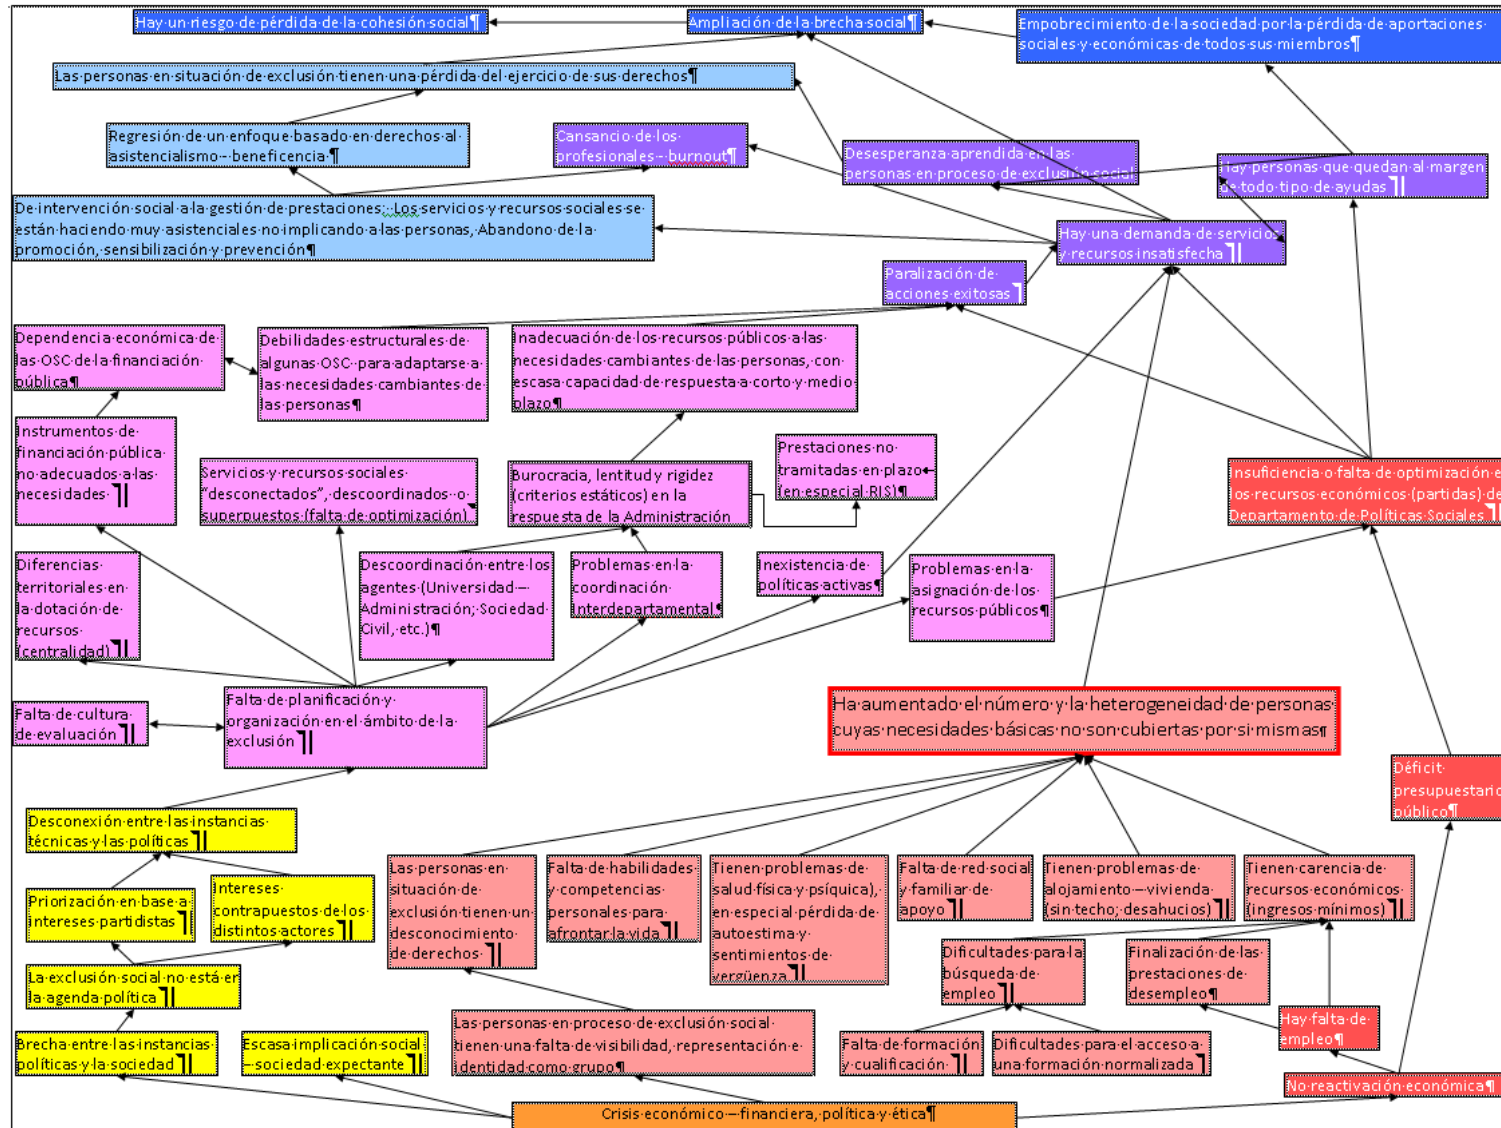 Hay un riesgo de pérdida de la cohesión social¶
Ampliación de la brecha social¶
Empobrecimiento de la sociedad por la pérdida de aportaciones
sociales y económicas de todos sus miembros¶
Las personas en situación de exclusión tienen una pérdida del ejercicio de sus derechos¶
Regresión de un enfoque basado en derechos al
asistencialismo – beneficencia ¶
Cansancio de los
profesionales – burnout¶
Desesperanza aprendida en las
personas en proceso de exclusión social
Hay personas que quedan al margen
de todo tipo de ayudas¶
De intervención social a la gestión de prestaciones: Los servicios y recursos sociales se
están haciendo muy asistenciales no implicando a las personas, Abandono de la
promoción, sensibilización y prevención¶
Hay una demanda de servicios
y recursos insatisfecha ¶
Paralización de
acciones exitosas ¶
Dependencia económica de
las OSC de la financiación
pública¶
Debilidades estructurales de
algunas OSC para adaptarse a
las necesidades cambiantes de
las personas¶
Inadecuación de los recursos públicos a las
necesidades cambiantes de las personas, con
escasa capacidad de respuesta a corto y medio
plazo¶
Instrumentos de
financiación pública
no adecuados a las
necesidades ¶
Servicios y recursos sociales
“desconectados”, descoordinados o
superpuestos (falta de optimización)
Burocracia, lentitud y rigidez
(criterios estáticos) en la
respuesta de la Administración
Prestaciones no
tramitadas en plazo
(en especial RIS)¶
Insuficiencia o falta de optimización e
los recursos económicos (partidas) de
Departamento de Políticas Sociales ¶
Diferencias
territoriales en
la dotación de
recursos
(centralidad)¶
Descoordinación entre los
agentes (Universidad –
Administración; Sociedad
Civil, etc.)¶
Problemas en la
coordinación
Interdepartamental¶
Inexistencia de
políticas activas¶
Problemas en la
asignación de los
recursos públicos¶
Falta de cultura
de evaluación ¶
Falta de planificación y
organización en el ámbito de la
exclusión ¶
Ha aumentado el número y la heterogeneidad de personas
cuyas necesidades básicas no son cubiertas por si mismas¶
Déficit
presupuestario
público¶
Desconexión entre las instancias
técnicas y las políticas ¶
Priorización en base a
intereses partidistas ¶
Intereses
contrapuestos de los
distintos actores ¶
Las personas en
situación de
exclusión tienen un
desconocimiento
de derechos ¶
Falta de habilidades
y competencias
personales para
afrontar la vida ¶
Tienen problemas de
salud física y psíquica),
en especial pérdida de
autoestima y
sentimientos de
vergüenza ¶
Falta de red social
y familiar de
apoyo ¶
Tienen problemas de
alojamiento – vivienda
(sin techo; desahucios) ¶
Tienen carencia de
recursos económicos
(ingresos mínimos) ¶
La exclusión social no está en
la agenda política ¶
Dificultades para la
búsqueda de
empleo ¶
Finalización de las
prestaciones de
desempleo¶
Brecha entre las instancias
políticas y la sociedad ¶
Escasa implicación social
– sociedad expectante ¶
Las personas en proceso de exclusión social
tienen una falta de visibilidad, representación e
identidad como grupo¶
Falta de formación
y cualificación ¶
Dificultades para el acceso a
una formación normalizada ¶
Hay falta de
empleo¶
No reactivación económica¶
Crisis económico – financiera, política y ética¶